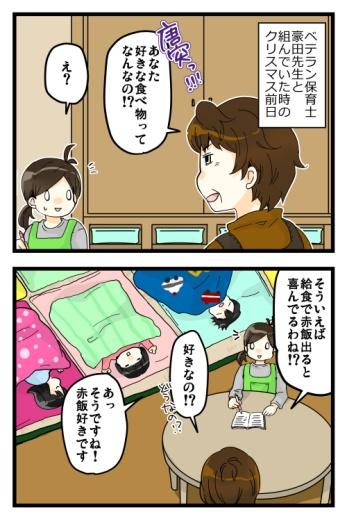 ベテラン保育士
豪田先生と
組んでいた時の
クリスマス前日
唐突っ!!!
あなた
好きな食べ物って
なんなの!?
え？
そういえば
給食で赤飯出ると
喜んでるわね!?
好きなの!?
どうなの!?
あっ
そうですね！
赤飯好きです